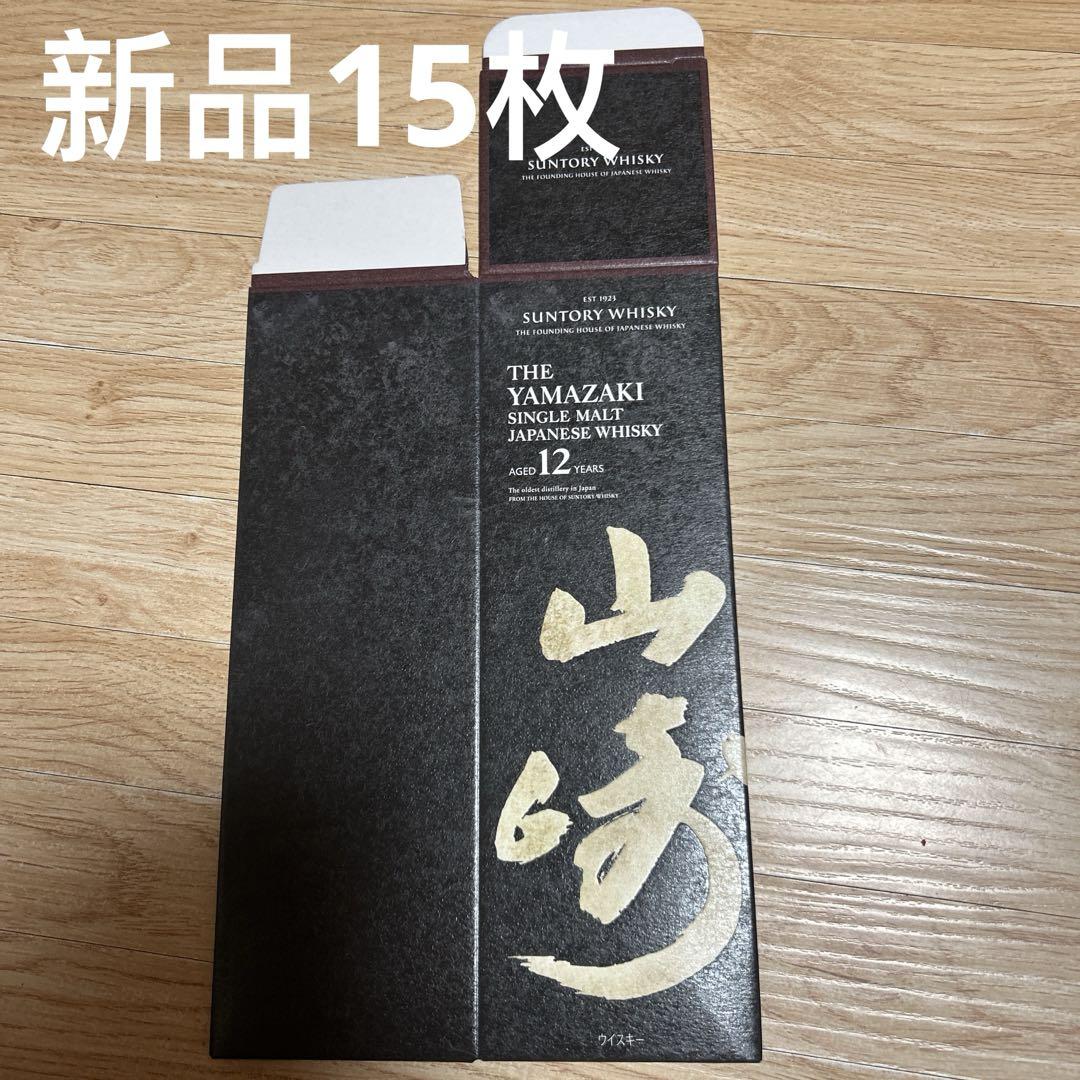 新品15枚
SUNTORY WHISKY
THE FOUNDING HOUSE OF JAPANESE WHISKY
EST 1923
SUNTORY WHISKY
THE FOUNDING HOUSE OF JAPANESE WHISKY
THE
YAMAZAKI
SINGLE MALT
JAPANESE WHISKY
AGED 12 YEARS
The oldest distillery in Japan
FROM THE HOUSE OF SUNTORY WHISKY
山
崎
ウイスキー